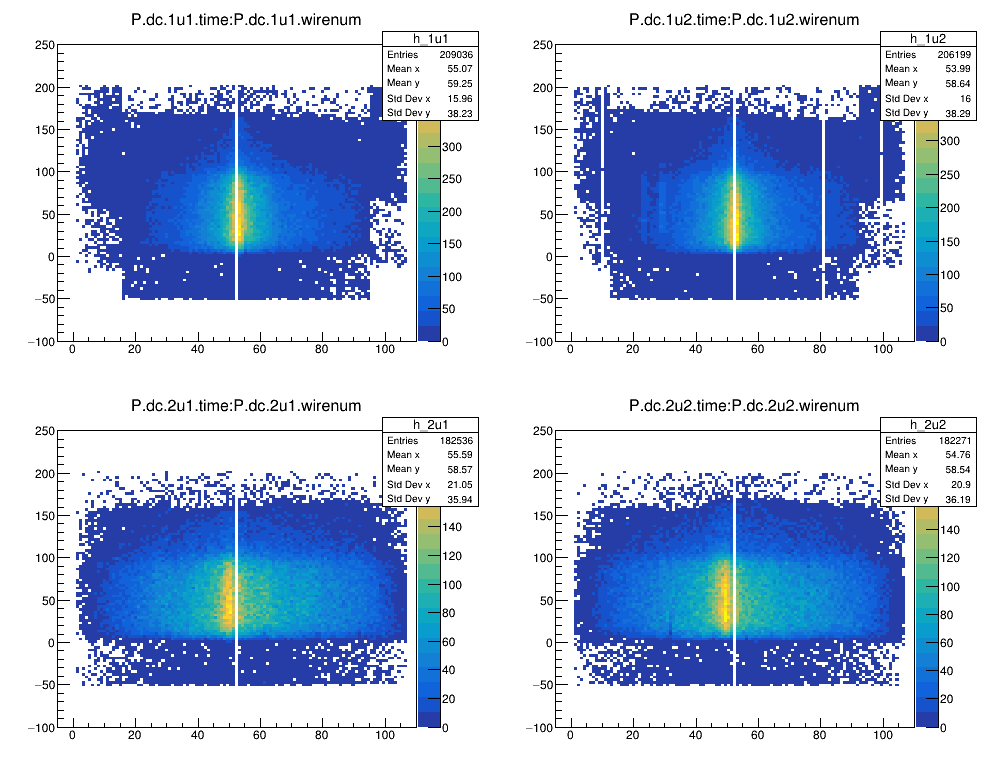 P.dc.1u1.time:P.dc.1u1.wirenum
h_1u1
Entries 209036
Mean x 55.07
Mean y 59.25
Std Dev x 15.96
Std Dev y 38.23
250
200
150
100
50
0
−50
−100
0 20 40 60 80 100
300
250
200
150
100
50
0
P.dc.1u2.time:P.dc.1u2.wirenum
h_1u2
Entries 206199
Mean x 53.99
Mean y 58.64
Std Dev x 16
Std Dev y 38.29
250
200
150
100
50
0
−50
−100
0 20 40 60 80 100
300
250
200
150
100
50
0
P.dc.2u1.time:P.dc.2u1.wirenum
h_2u1
Entries 182536
Mean x 55.59
Mean y 58.57
Std Dev x 21.05
Std Dev y 35.94
250
200
150
100
50
0
−50
−100
0 20 40 60 80 100
140
120
100
80
60
40
20
0
P.dc.2u2.time:P.dc.2u2.wirenum
h_2u2
Entries 182271
Mean x 54.76
Mean y 58.54
Std Dev x 20.9
Std Dev y 36.19
250
200
150
100
50
0
−50
−100
0 20 40 60 80 100
140
120
100
80
60
40
20
0